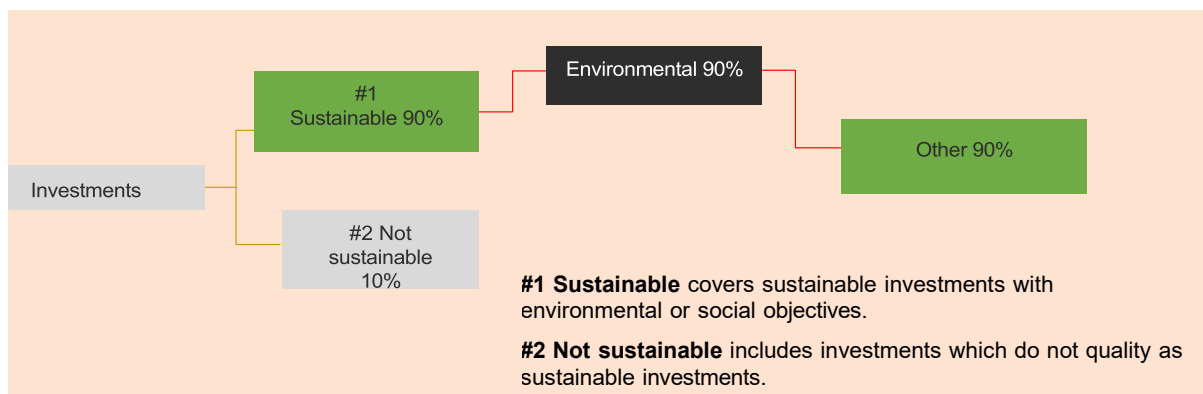 Environmental 90%
#1
Sustainable 90%
Other 90%
Investments
#2 Not
sustainable
10%
#1 Sustainable covers sustainable investments with
environmental or social objectives.
#2 Not sustainable includes investments which do not quality as
sustainable investments.